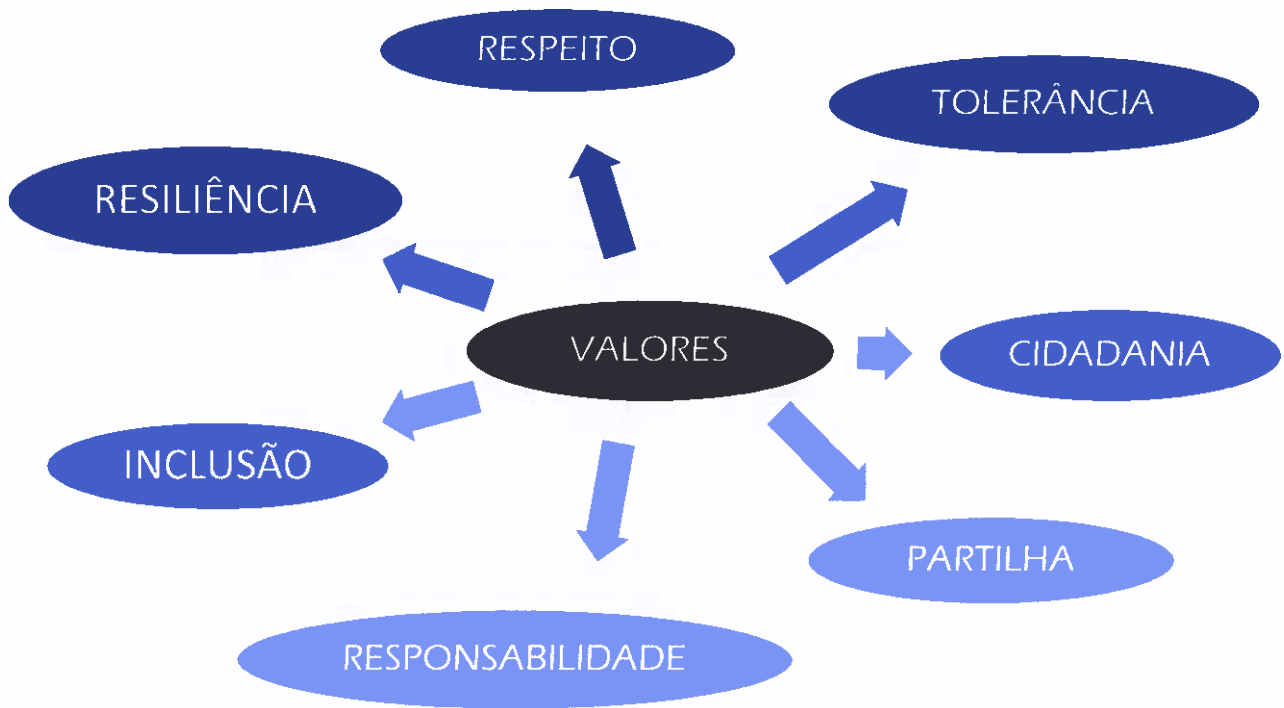 RESPEITO
TOLERÂNCIA
RESILIÊNCIA
VALORES
CIDADANIA
INCLUSÃO
PARTILHA
RESPONSABILIDADE